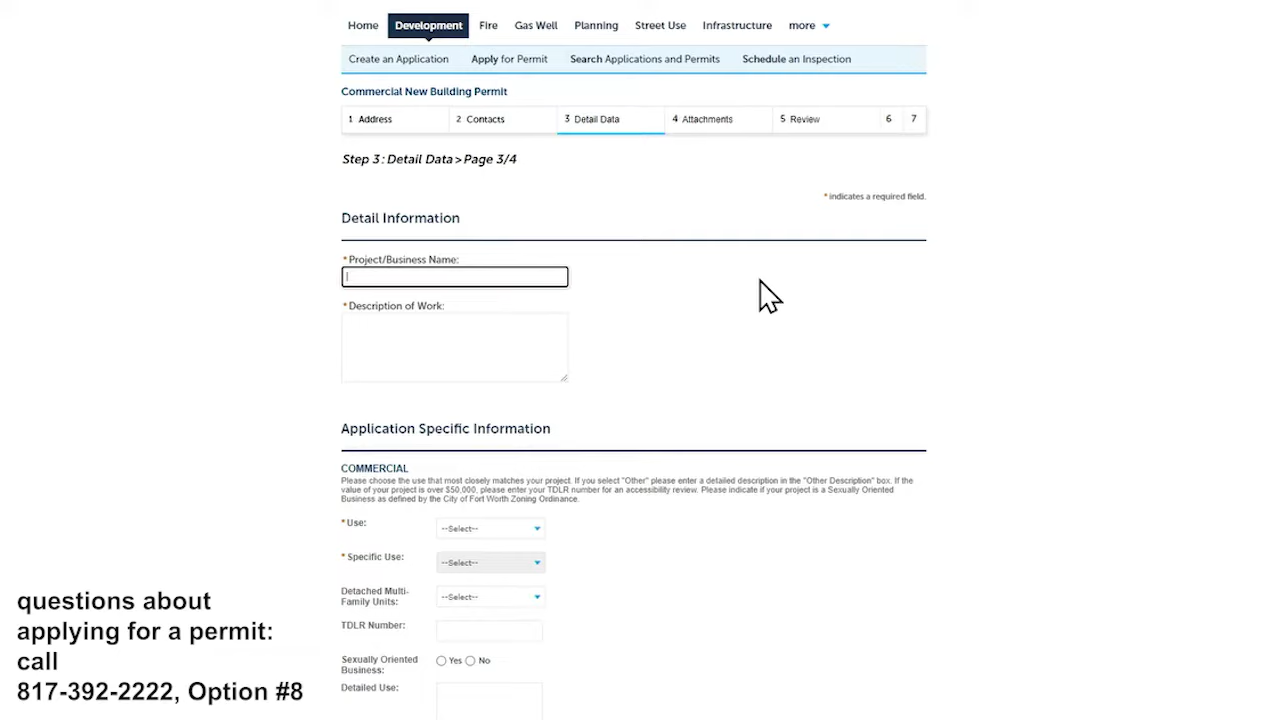 Home Development Fire Gas Well Planning Street Use Infrastructure more
Create an Application Apply for Permit Search Applications and Permits Schedule an Inspection
Commercial New Building Permit
1 Address 2 Contacts 3 Detail Data 4 Attachments 5 Review 6 7
Step 3: Detail Data > Page 3/4
* indicates a required field.
Detail Information
* Project/Business Name:
* Description of Work:
Application Specific Information
COMMERCIAL
Please choose the use that most closely matches your project. If you select "Other" please enter a detailed description in the "Other Description" box. If the
value of your project is over $50,000, please enter your TDLR number for an accessibility review. Please indicate if your project is a Sexually Oriented
Business as defined by the City of Fort Worth Zoning Ordinance.
* Use: --Select--
* Specific Use: --Select--
Detached Multi-
Family Units: --Select--
TDLR Number:
Sexually Oriented
Business: Yes No
Detailed Use:
questions about
applying for a permit:
call
817-392-2222, Option #8